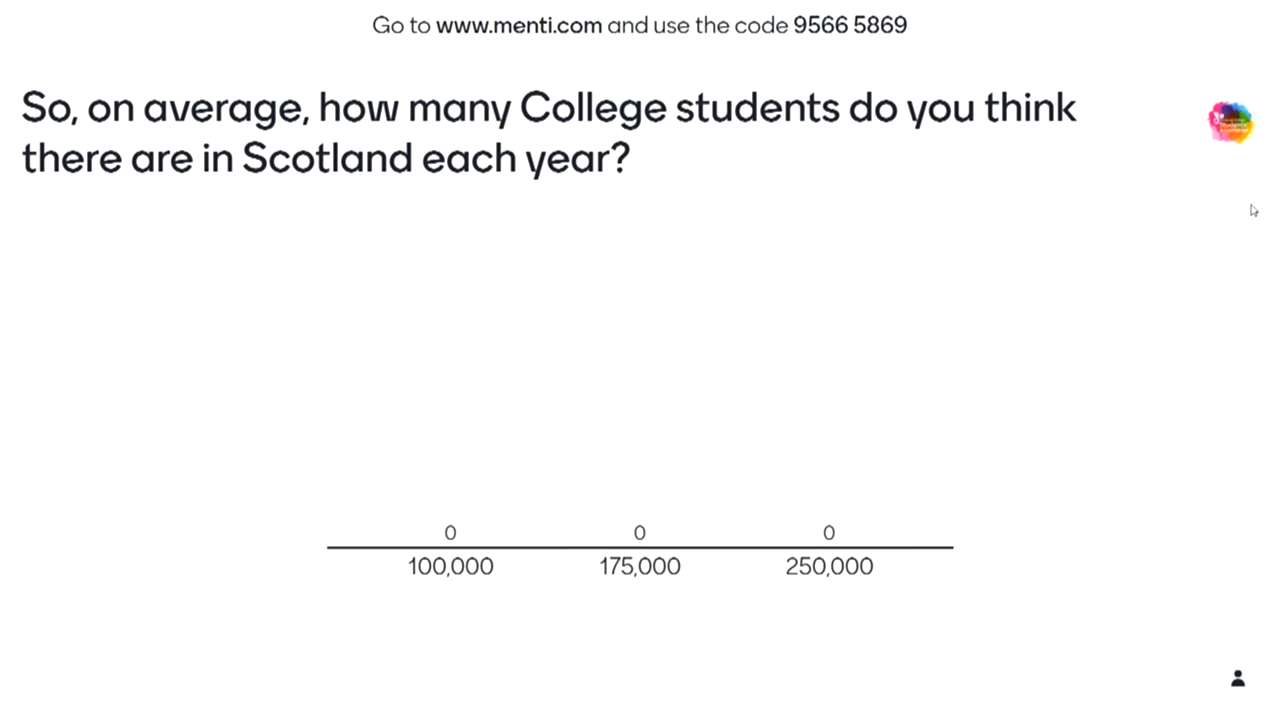 Go to www.menti.com and use the code 9566 5869
So, on average, how many College students do you think
there are in Scotland each year?
0 0 0
100,000 175,000 250,000